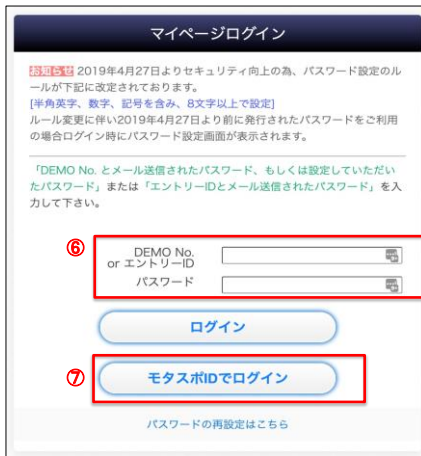 マイページログイン
お知らせ 2019年4月27日よりセキュリティ向上の為、パスワード設定のル
ールが下記に改定されております。
[半角英字、数字、記号を含み、8文字以上で設定]
ルール変更に伴い2019年4月27日より前に発行されたパスワードをご利用
の場合ログイン時にパスワード設定画面が表示されます。
「DEMO No. とメール送信されたパスワード、もしくは設定していただい
たパスワード」または「エントリーIDとメール送信されたパスワード」を入
力して下さい。
⑥
DEMO No.
or エントリーID
パスワード
ログイン
⑦
モタスポIDでログイン
パスワードの再設定はこちら